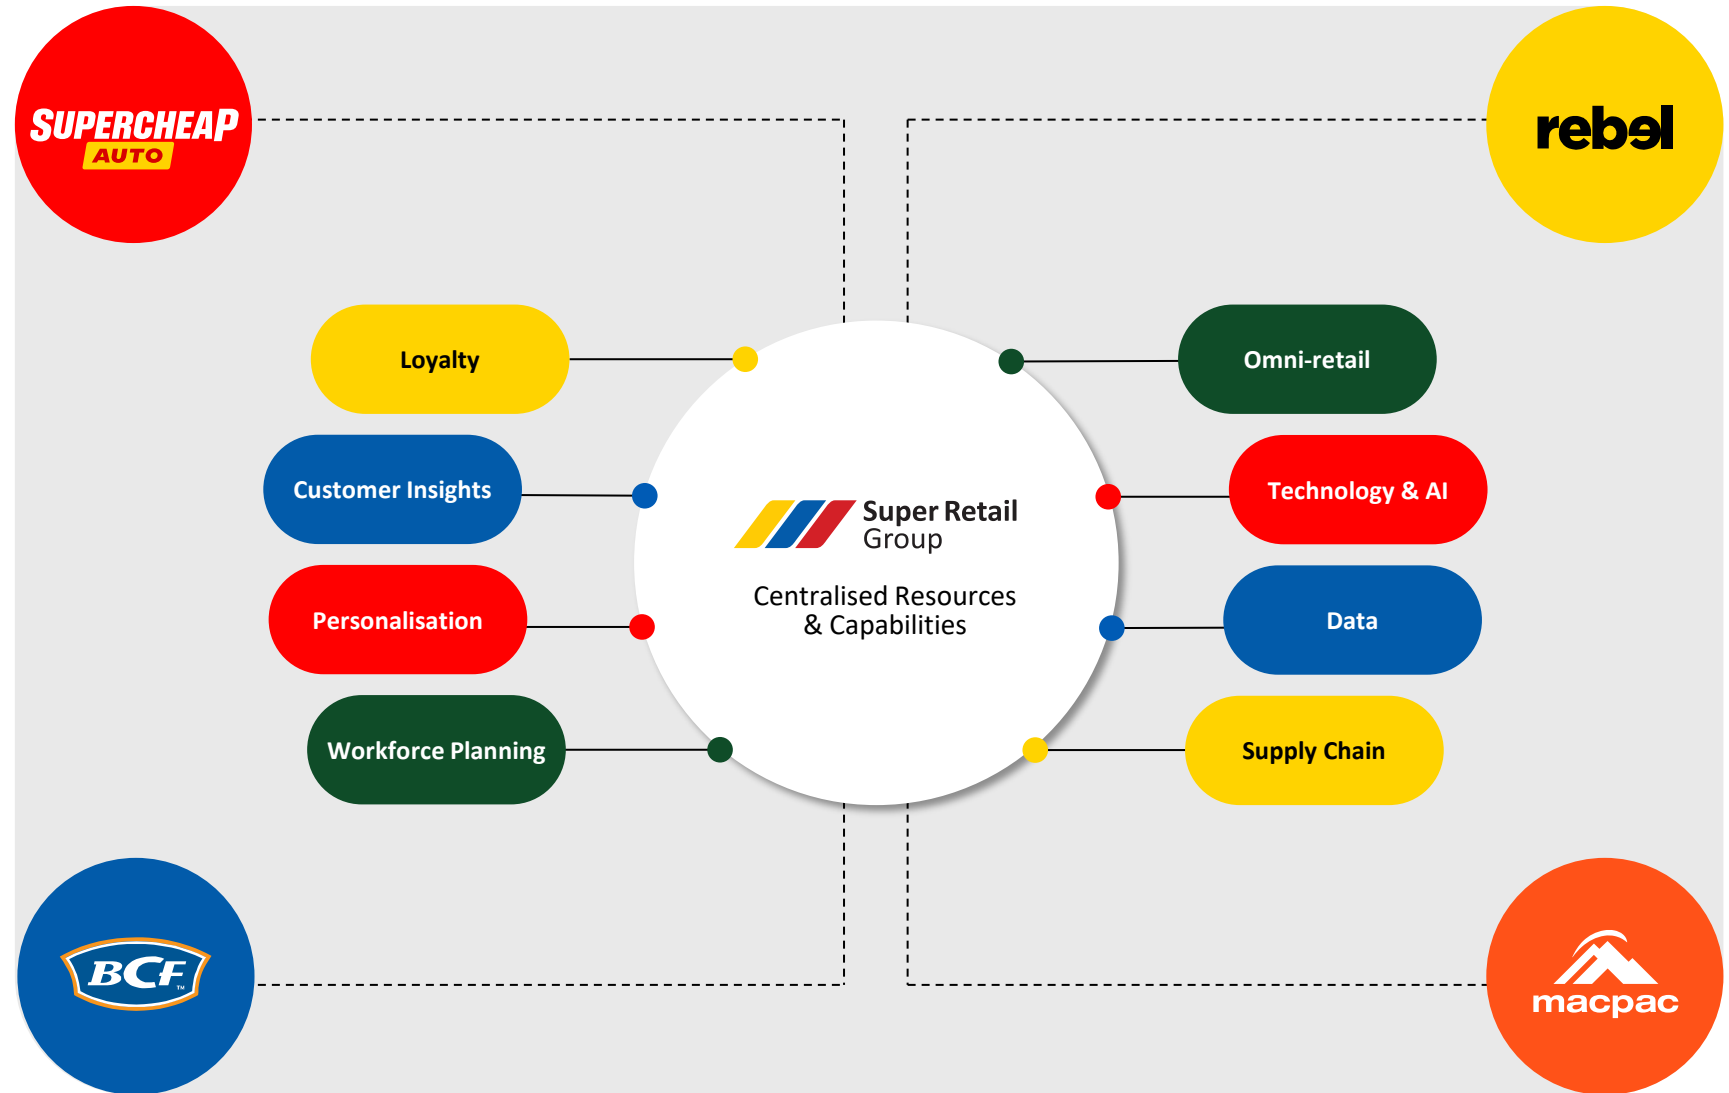 SUPERCHEAP
AUTO
rebel
Loyalty
Omni-retail
Customer Insights
Technology & AI
Super Retail
Group
Centralised Resources
& Capabilities
Personalisation
Data
Workforce Planning
Supply Chain
BCF™
macpac